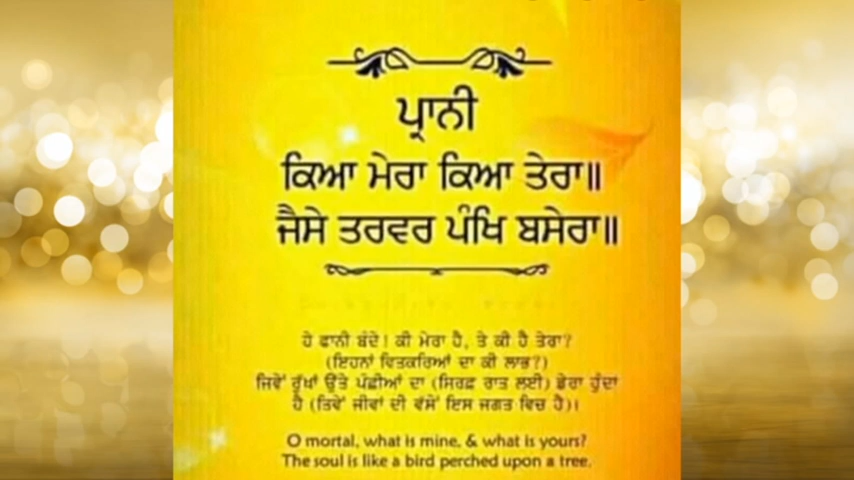 ਪ੍ਰਾਨੀ
ਕਿਆ ਮੇਰਾ ਕਿਆ ਤੇਰਾ॥
ਜੈਸੇ ਤਰਵਰ ਪੰਖਿ ਬਸੇਰਾ॥
ਹੇ ਫਾਨੀ ਬੰਦੇ! ਕੀ ਮੇਰਾ ਹੈ, ਤੇ ਕੀ ਹੈ ਤੇਰਾ?
(ਇਹਨਾਂ ਵਿਤਕਰਿਆਂ ਦਾ ਕੀ ਲਾਭ?)
ਜਿਵੇਂ ਰੁੱਖਾਂ ਉੱਤੇ ਪੰਛੀਆਂ ਦਾ (ਸਿਰਫ਼ ਰਾਤ ਲਈ) ਡੇਰਾ ਹੁੰਦਾ
ਹੈ (ਤਿਵੇਂ ਜੀਵਾਂ ਦੀ ਵੱਸੋਂ ਇਸ ਜਗਤ ਵਿਚ ਹੈ)।
O mortal, what is mine, & what is yours?
The soul is like a bird perched upon a tree.